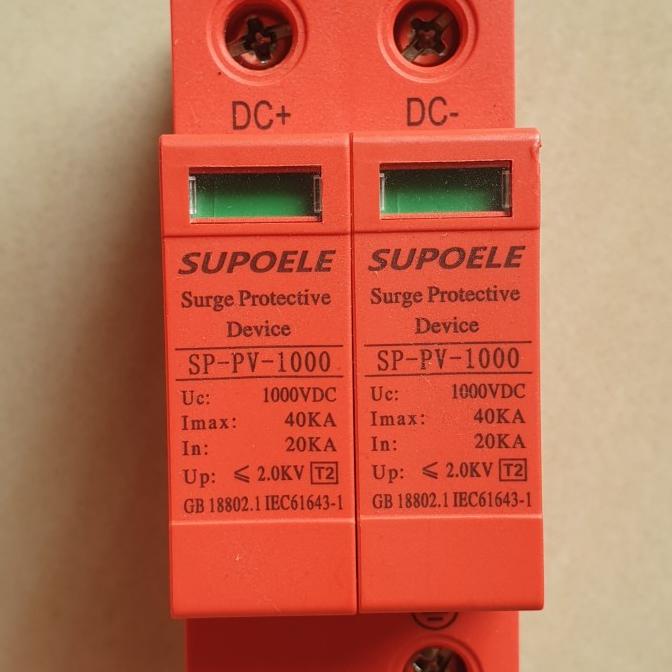 DC+ DC-
SUPOELE
Surge Protective
Device
SP-PV-1000
Uc: 1000VDC
Imax: 40KA
In: 20KA
Up: ≤ 2.0KV T2
GB 18802.1 IEC61643-1
SUPOELE
Surge Protective
Device
SP-PV-1000
Uc: 1000VDC
Imax: 40KA
In: 20KA
Up: ≤ 2.0KV T2
GB 18802.1 IEC61643-1